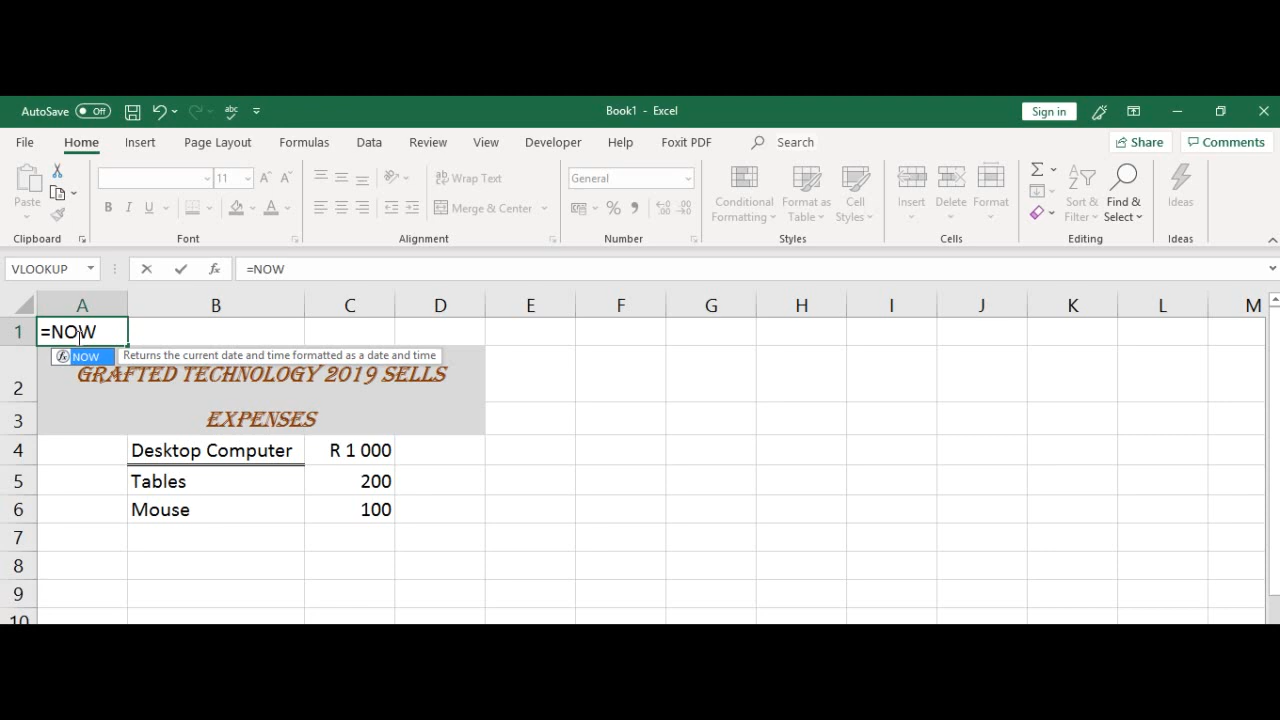 AutoSave Off abc Book1 - Excel Sign in
File Home Insert Page Layout Formulas Data Review View Developer Help Foxit PDF Search Share Comments
Paste 11 A A Wrap Text General Conditional Formatting Format as Table Cell Styles Insert Delete Format Sort & Filter Find & Select Ideas
B I U A Merge & Center % , .00
Clipboard Font Alignment Number Styles Cells Editing Ideas
VLOOKUP fx =NOW
A B C D E F G H I J K L M
1 =NOW
fx NOW Returns the current date and time formatted as a date and time
2 GRAFTED TECHNOLOGY 2019 SELLS
3 EXPENSES
4 Desktop Computer R 1 000
5 Tables 200
6 Mouse 100
7
8
9
10